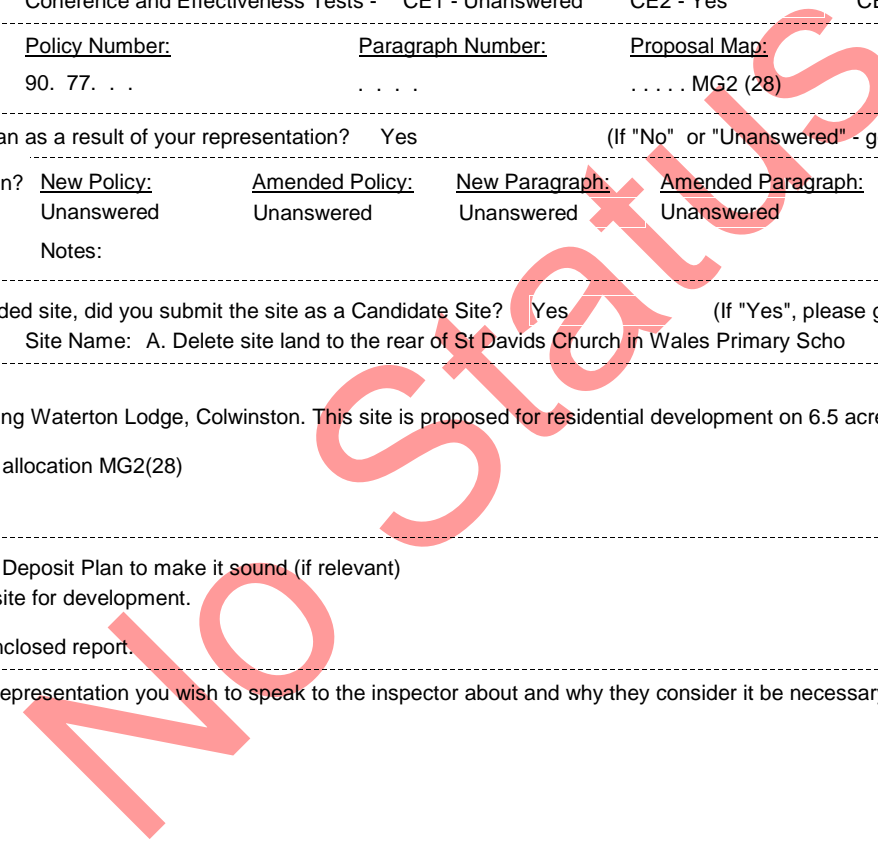 Coherence and Effectiveness Tests - CE1 - Unanswered CE2 - Yes CE
Policy Number: Paragraph Number: Proposal Map:
90. 77. . . . . . . . . . . . MG2 (28)
an as a result of your representation? Yes (If "No" or "Unanswered" - g
n? New Policy: Amended Policy: New Paragraph: Amended Paragraph:
Unanswered Unanswered Unanswered Unanswered
Notes:
ded site, did you submit the site as a Candidate Site? Yes (If "Yes", please g
Site Name: A. Delete site land to the rear of St Davids Church in Wales Primary Scho
ng Waterton Lodge, Colwinston. This site is proposed for residential development on 6.5 acre
allocation MG2(28)
Deposit Plan to make it sound (if relevant)
site for development.
nclosed report.
epresentation you wish to speak to the inspector about and why they consider it be necessary
No Status